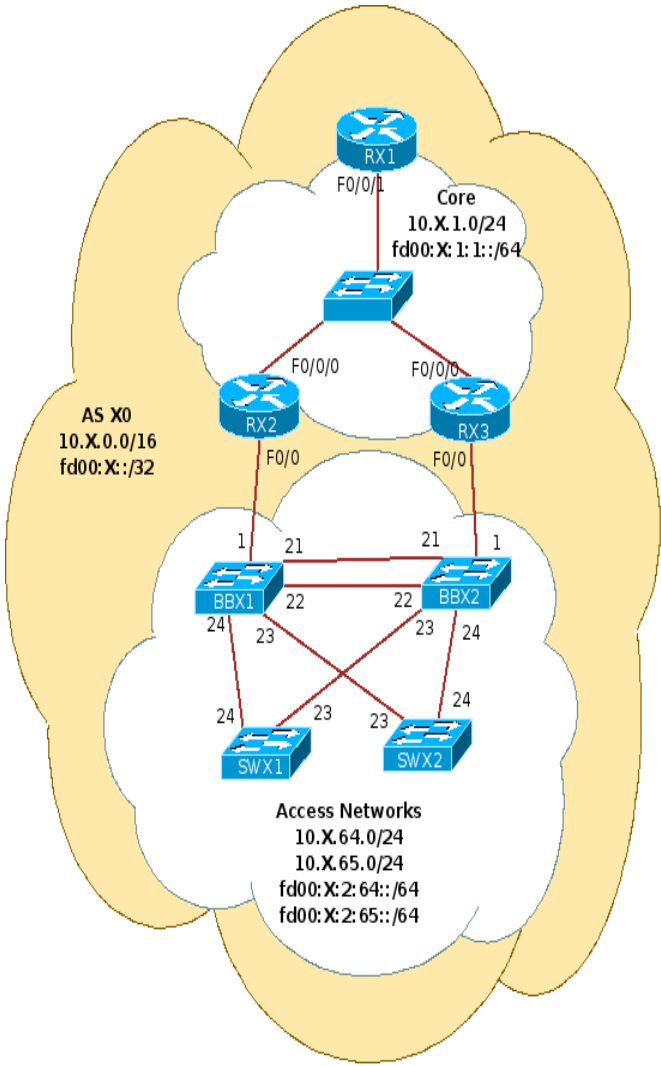 RX1
F0/0/1
Core
10.X.1.0/24
fd00:X:1:1::/64
F0/0/0
F0/0/0
RX2
RX3
AS X0
10.X.0.0/16
fd00:X::/32
F0/0
F0/0
1
21
21
1
BBX1
BBX2
22
22
24
23
23
24
24
23
23
24
SWX1
SWX2
Access Networks
10.X.64.0/24
10.X.65.0/24
fd00:X:2:64::/64
fd00:X:2:65::/64